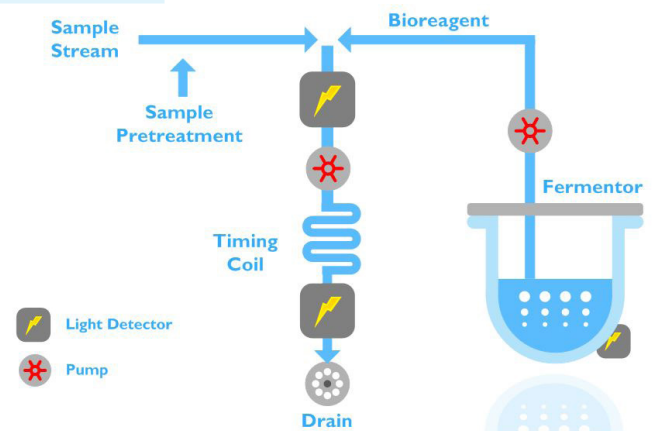 Sample
Stream
Bioreagent
Sample
Pretreatment
Fermentor
Timing
Coil
Light Detector
Pump
Drain